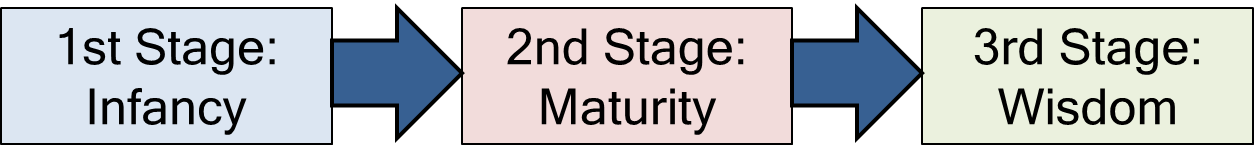 1st Stage:
Infancy
2nd Stage:
Maturity
3rd Stage:
Wisdom